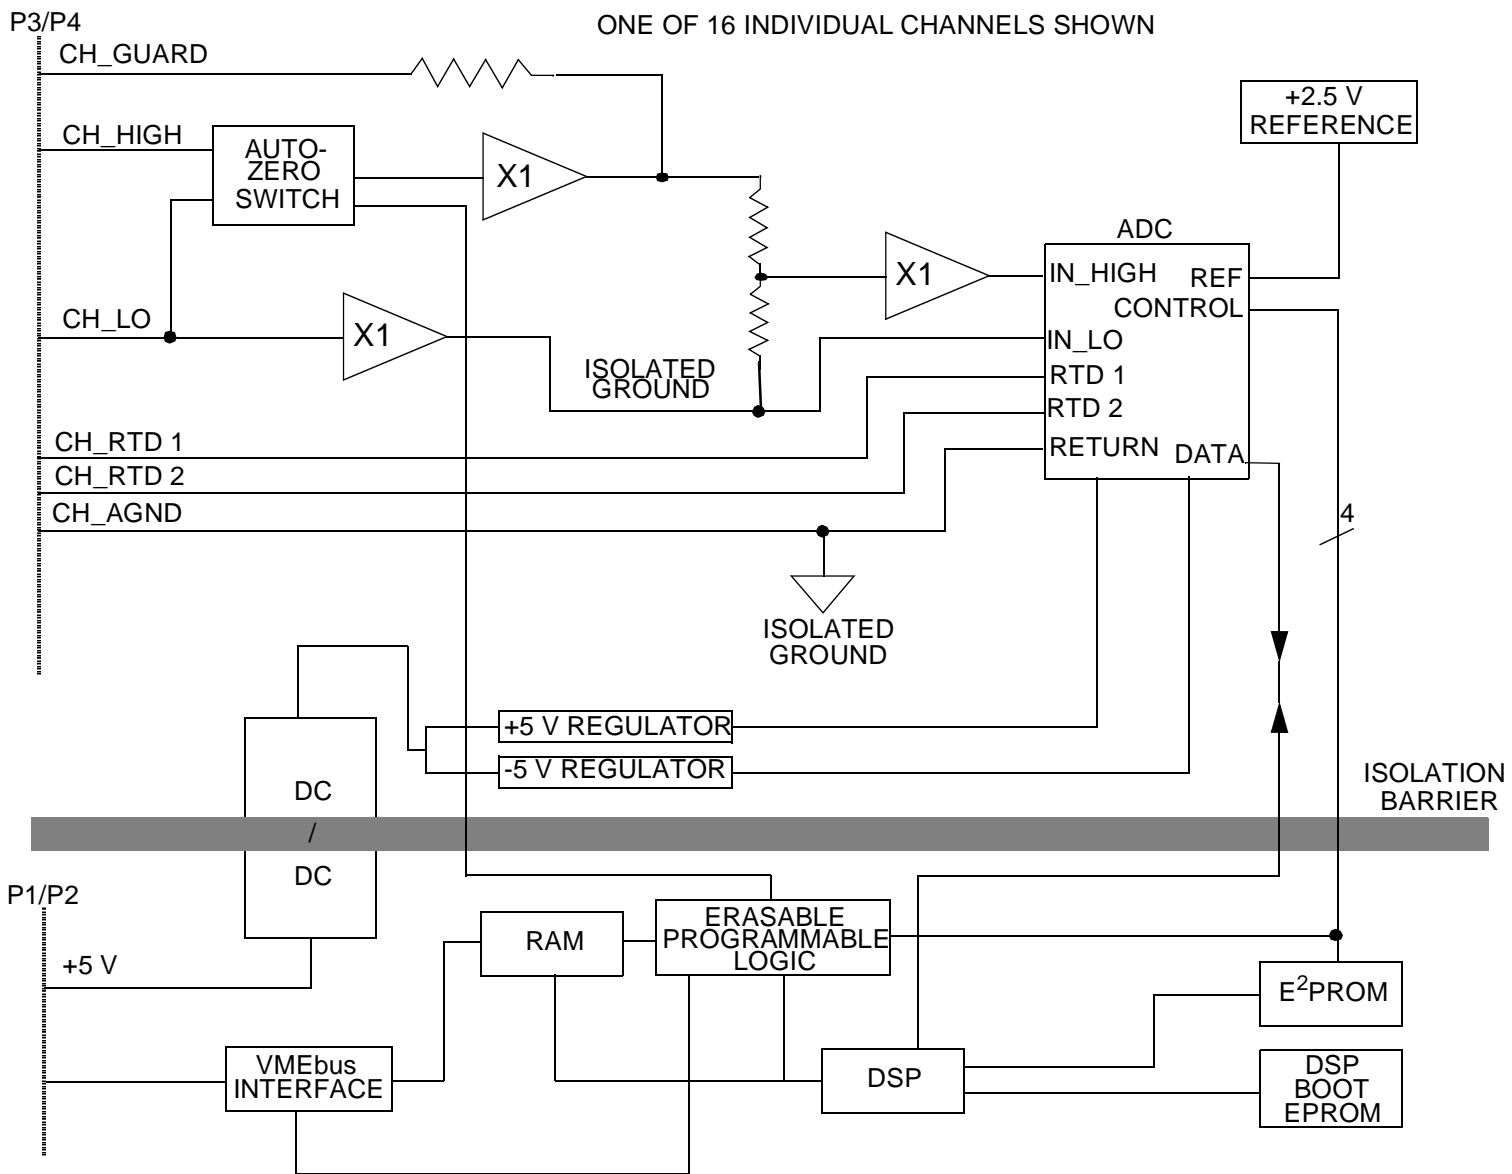 P3/P4
ONE OF 16 INDIVIDUAL CHANNELS SHOWN
CH_GUARD
+2.5 V
REFERENCE
CH_HIGH
AUTO-
ZERO
SWITCH
X1
ADC
X1
IN_HIGH
REF
CONTROL
CH_LO
X1
IN_LO
ISOLATED
GROUND
RTD 1
RTD 2
CH_RTD 1
RETURN
DATA
CH_RTD 2
CH_AGND
4
ISOLATED
GROUND
+5 V REGULATOR
-5 V REGULATOR
DC
/
DC
ISOLATION
BARRIER
P1/P2
+5 V
RAM
ERASABLE
PROGRAMMABLE
LOGIC
E²PROM
VMEbus
INTERFACE
DSP
DSP
BOOT
EPROM